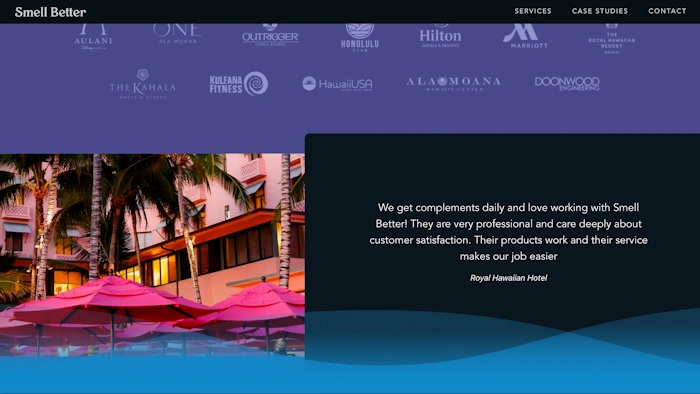 Smell Better
SERVICES CASE STUDIES CONTACT
AULANI
ONE
ALA MOANA
OUTRIGGER
HONOLULU
CLUB
Hilton
HOTELS & RESORTS
MARRIOTT
THE
ROYAL HAWAIIAN
RESORT
THE KAHALA
HOTEL & RESORT
KULEANA
FITNESS
HawaiiUSA
ALA MOANA
HAWAII'S CENTER
DOONWOOD
ENGINEERING
We get complements daily and love working with Smell
Better! They are very professional and care deeply about
customer satisfaction. Their products work and their service
makes our job easier
Royal Hawaiian Hotel